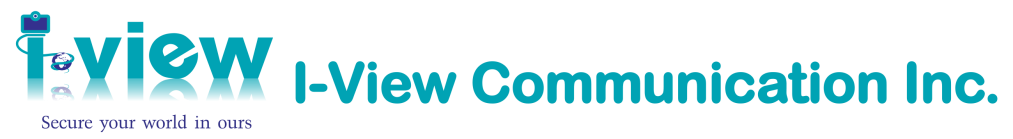 i-view
I-View Communication Inc.
Secure your world in ours